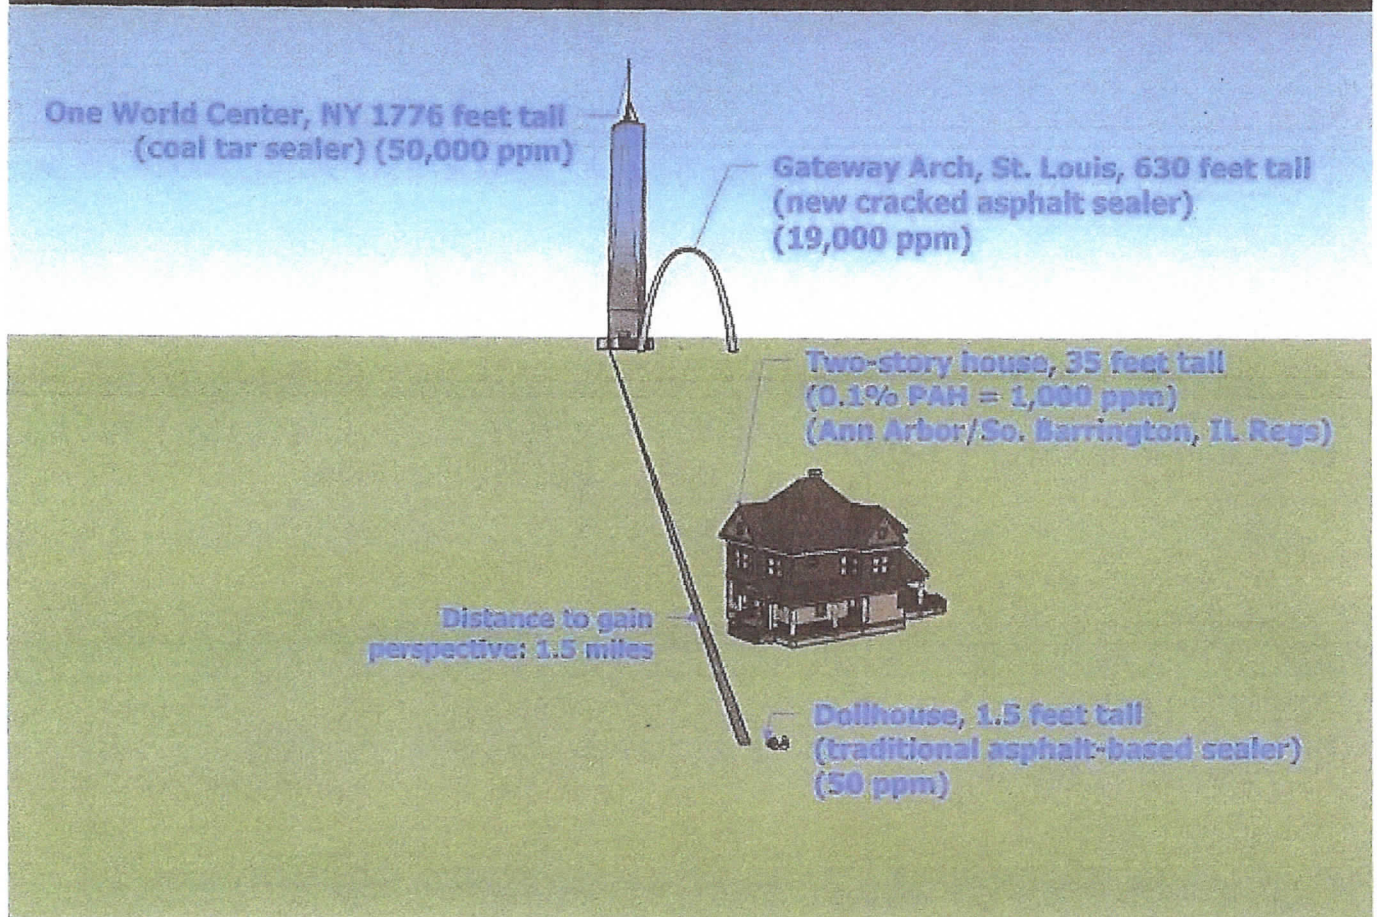 One World Center, NY 1776 feet tall
(coal tar sealer) (50,000 ppm)
Gateway Arch, St. Louis, 630 feet tall
(new cracked asphalt sealer)
(19,000 ppm)
Two-story house, 35 feet tall
(0.1% PAH = 1,000 ppm)
(Ann Arbor/So. Barrington, IL Regs)
Distance to gain
perspective: 1.5 miles
Dollhouse, 1.5 feet tall
(traditional asphalt-based sealer)
(50 ppm)